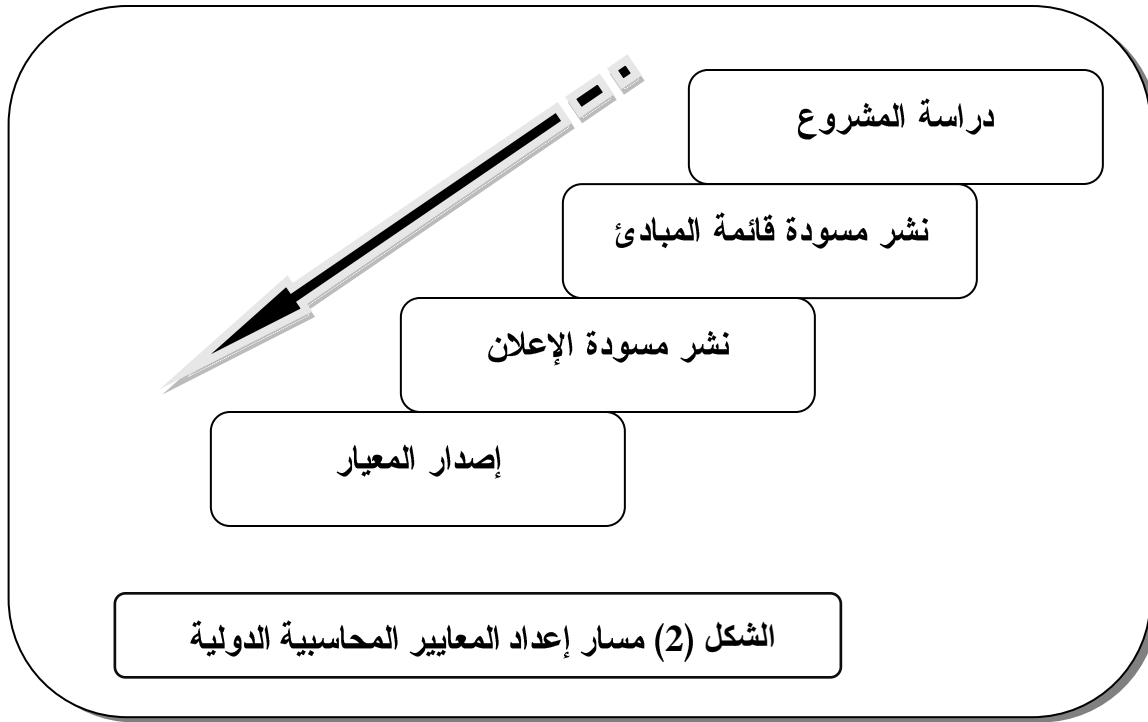 دراسة المشروع
نشر مسودة قائمة المبادئ
نشر مسودة الإعلان
إصدار المعيار
الشكل (2) مسار إعداد المعايير المحاسبية الدولية